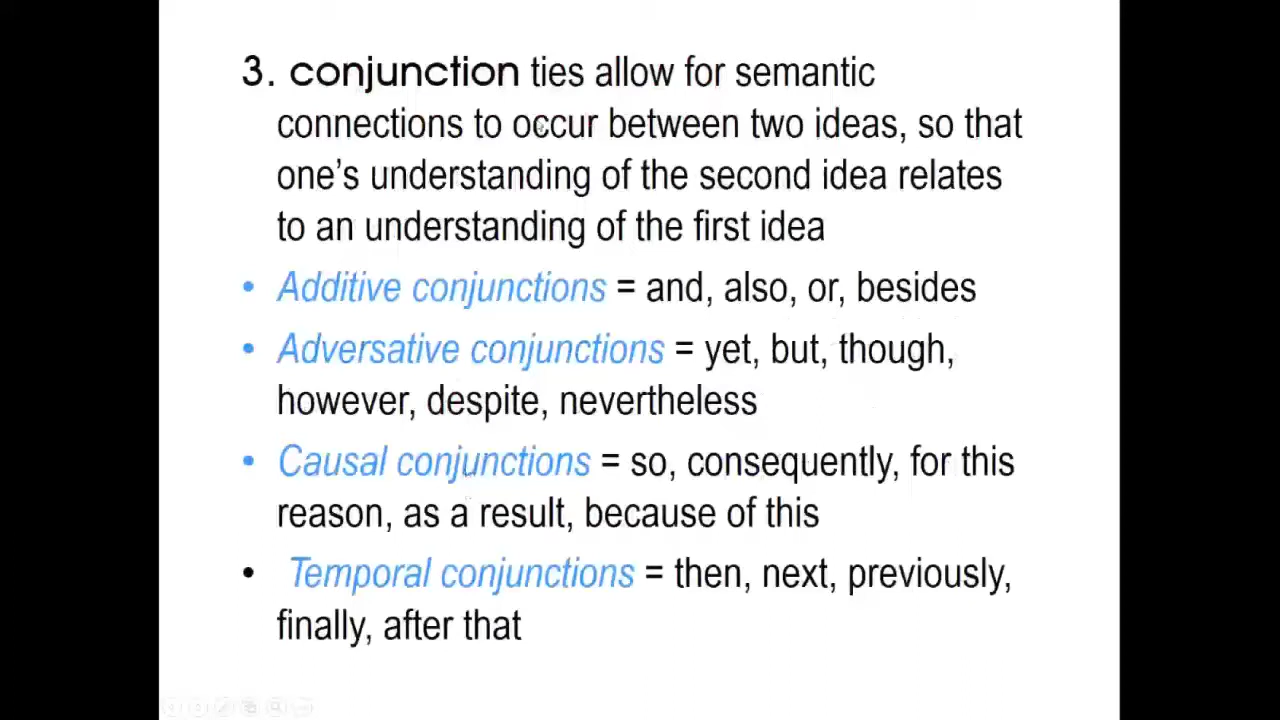 3. conjunction ties allow for semantic
connections to occur between two ideas, so that
one’s understanding of the second idea relates
to an understanding of the first idea
• Additive conjunctions = and, also, or, besides
• Adversative conjunctions = yet, but, though,
however, despite, nevertheless
• Causal conjunctions = so, consequently, for this
reason, as a result, because of this
• Temporal conjunctions = then, next, previously,
finally, after that